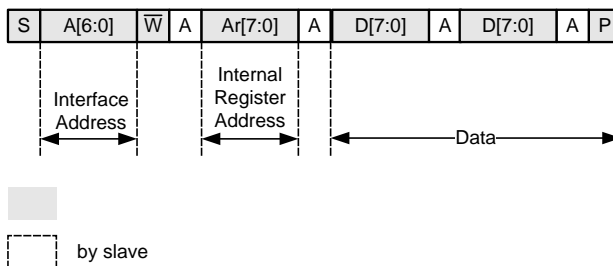 S A[6:0] W̅ A Ar[7:0] A D[7:0] A D[7:0] A P
Interface
Address
Internal
Register
Address
Data
by slave